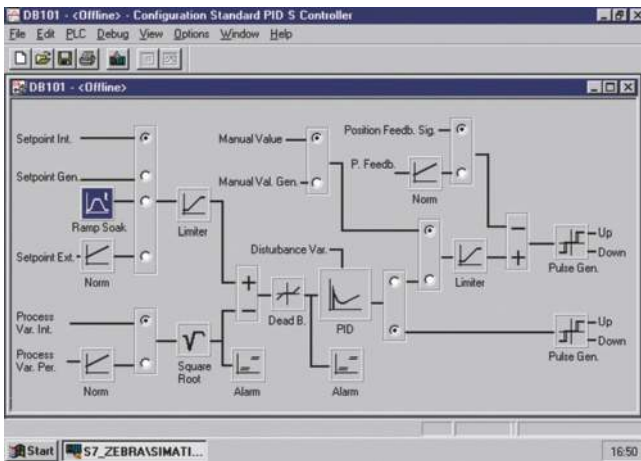 DB101 - <Offline> - Configuration Standard PID S Controller
File Edit PLC Debug View Options Window Help
DB101 - <Offline>
Setpoint Int.
Setpoint Gen.
Ramp Soak
Setpoint Ext.
Norm
Limiter
Process
Var. Int.
Process
Var. Per.
Norm
Square
Root
Manual Value
Manual Val. Gen.
Position Feedb. Sig.
P. Feedb.
Norm
Disturbance Var.
Dead B.
PID
Alarm
Alarm
Limiter
Up
Down
Pulse Gen.
Up
Down
Pulse Gen.
Start
S7_ZEBRA\SIMATI...
16:50